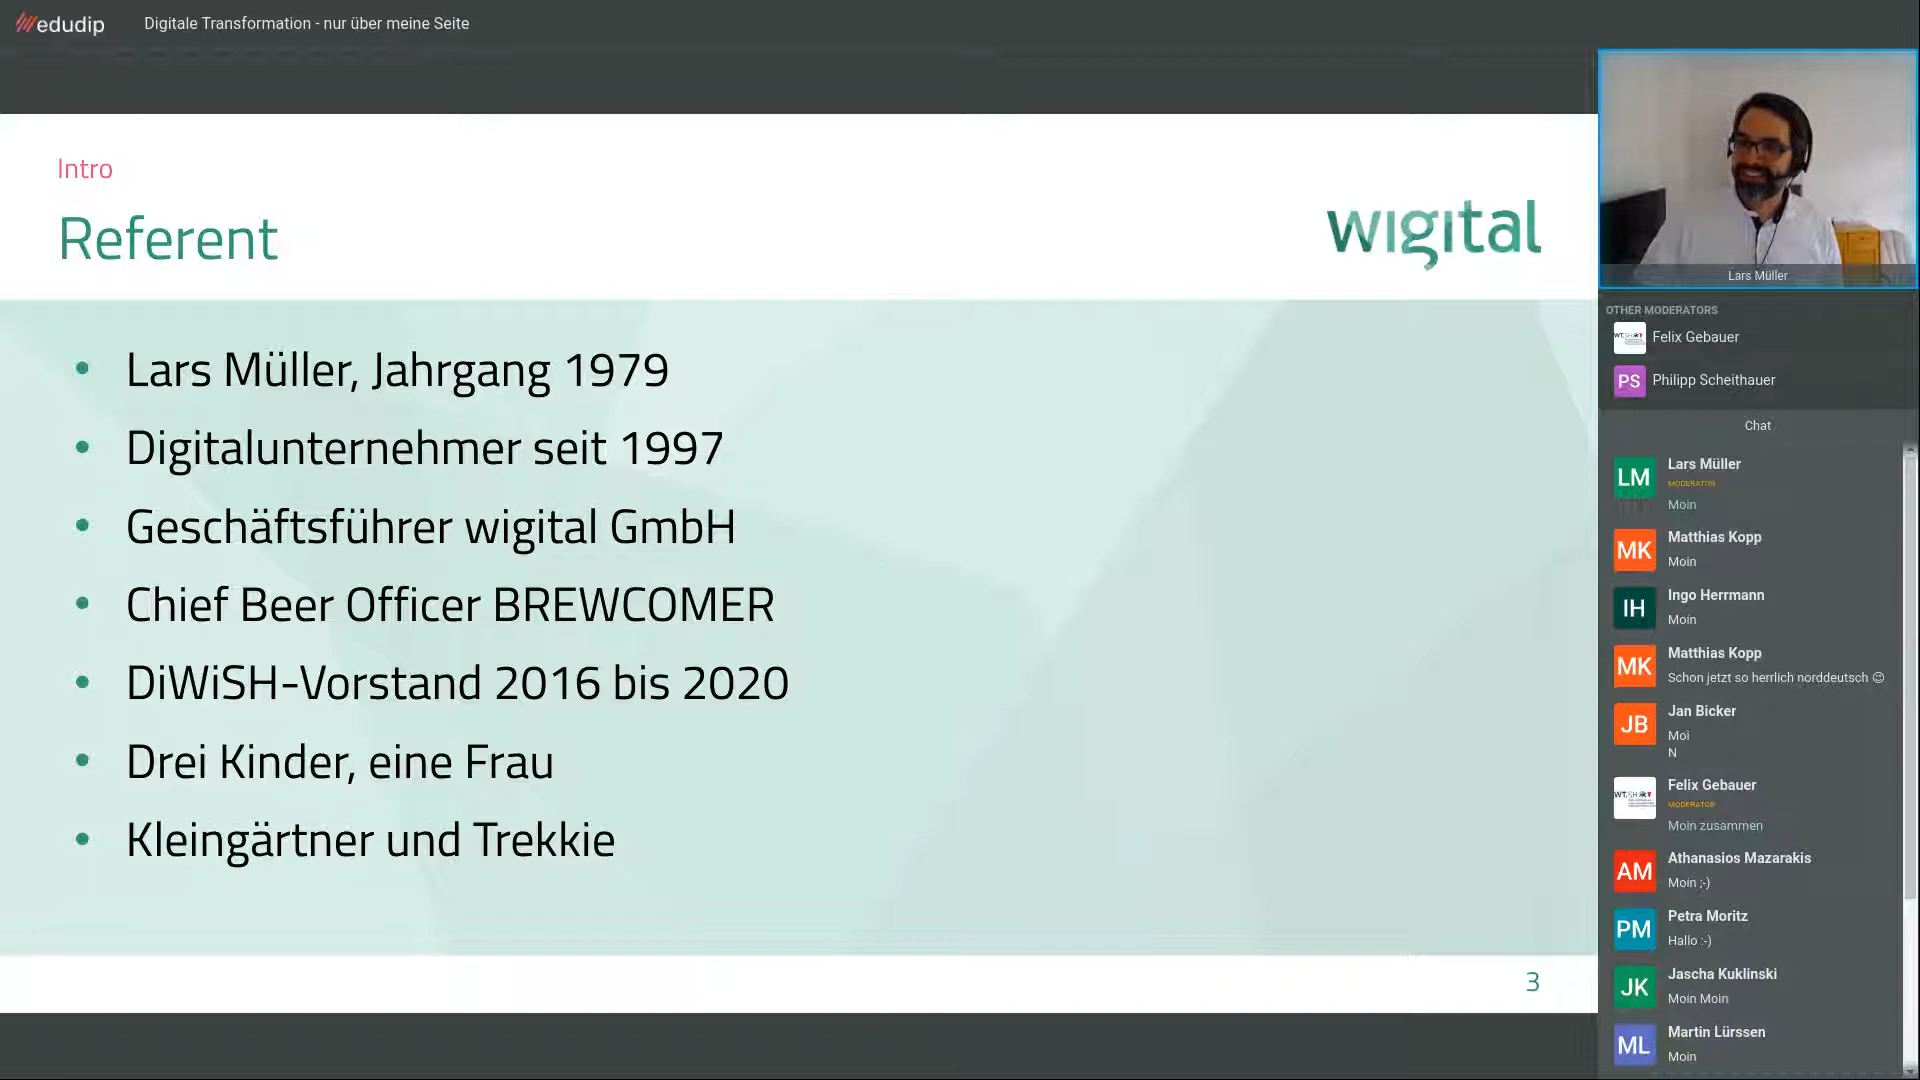 edudip
Digitale Transformation - nur über meine Seite
Intro
Referent
wigital
Lars Müller, Jahrgang 1979
Digitalunternehmer seit 1997
Geschäftsführer wigital GmbH
Chief Beer Officer BREWCOMER
DiWiSH-Vorstand 2016 bis 2020
Drei Kinder, eine Frau
Kleingärtner und Trekkie
3
Lars Müller
OTHER MODERATORS
WT.SH
Felix Gebauer
PS
Philipp Scheithauer
Chat
LM
Lars Müller
MODERATOR
Moin
MK
Matthias Kopp
Moin
IH
Ingo Herrmann
Moin
MK
Matthias Kopp
Schon jetzt so herrlich norddeutsch 😉
JB
Jan Bicker
Moi
N
WT.SH
Felix Gebauer
MODERATOR
Moin zusammen
AM
Athanasios Mazarakis
Moin ;-)
PM
Petra Moritz
Hallo :-)
JK
Jascha Kuklinski
Moin Moin
ML
Martin Lürssen
Moin